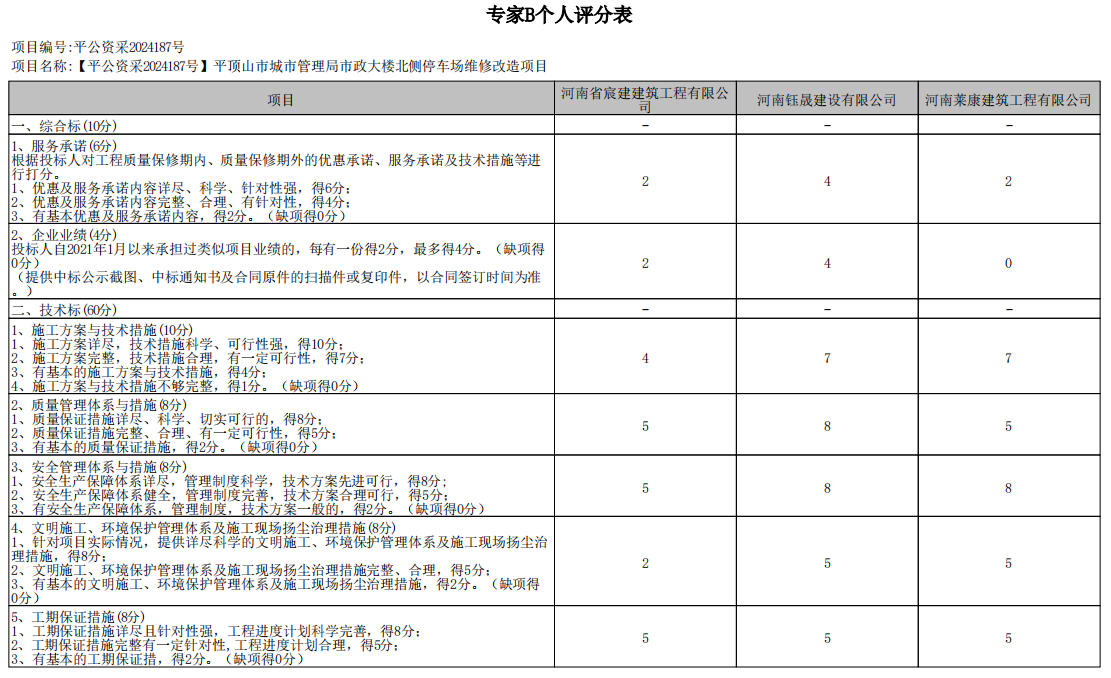 专家B个人评分表
项目编号:平公资采2024187号
项目名称:【平公资采2024187号】平顶山市城市管理局市政大楼北侧停车场维修改造项目
项目
河南省宸建建筑工程有限公
司
河南钰晟建设有限公司
河南莱康建筑工程有限公司
一、综合标(10分)
-
-
-
1、服务承诺(6分)
根据投标人对工程质量保修期内、质量保修期外的优惠承诺、服务承诺及技术措施等进
行打分。
1、优惠及服务承诺内容详尽、科学、针对性强,得6分;
2、优惠及服务承诺内容完整、合理、有针对性,得4分;
3、有基本优惠及服务承诺内容,得2分。(缺项得0分)
2
4
2
2、企业业绩(4分)
投标人自2021年1月以来承担过类似项目业绩的,每有一份得2分,最多得4分。(缺项得
0分)
(提供中标公示截图、中标通知书及合同原件的扫描件或复印件,以合同签订时间为准
。)
2
4
0
二、技术标(60分)
-
-
-
1、施工方案与技术措施(10分)
1、施工方案详尽,技术措施科学、可行性强,得10分;
2、施工方案完整,技术措施合理,有一定可行性,得7分;
3、有基本的施工方案与技术措施,得4分;
4、施工方案与技术措施不够完整,得1分。(缺项得0分)
4
7
7
2、质量管理体系与措施(8分)
1、质量保证措施详尽、科学、切实可行的,得8分;
2、质量保证措施完整、合理、有一定可行性,得5分;
3、有基本的质量保证措施,得2分。(缺项得0分)
5
8
5
3、安全管理体系与措施(8分)
1、安全生产保障体系详尽,管理制度科学,技术方案先进可行,得8分;
2、安全生产保障体系健全,管理制度完善,技术方案合理可行,得5分;
3、有安全生产保障体系,管理制度,技术方案一般的,得2分。(缺项得0分)
5
8
8
4、文明施工、环境保护管理体系及施工现场扬尘治理措施(8分)
1、针对项目实际情况,提供详尽科学的文明施工、环境保护管理体系及施工现场扬尘治
理措施,得8分;
2、文明施工、环境保护管理体系及施工现场扬尘治理措施完整、合理,得5分;
3、有基本的文明施工、环境保护管理体系及施工现场扬尘治理措施,得2分。(缺项得
0分)
2
5
5
5、工期保证措施(8分)
1、工期保证措施详尽且针对性强,工程进度计划科学完善,得8分;
2、工期保证措施完整有一定针对性,工程进度计划合理,得5分;
3、有基本的工期保证措,得2分。(缺项得0分)
5
5
5